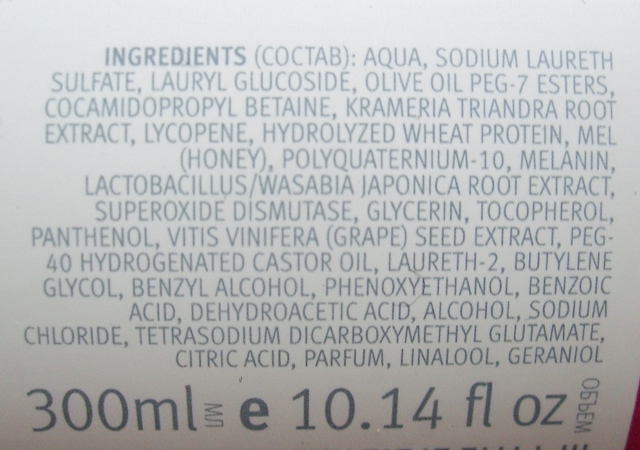 INGREDIENTS (СОСТАВ): AQUA, SODIUM LAURETH
SULFATE, LAURYL GLUCOSIDE, OLIVE OIL PEG-7 ESTERS,
COCAMIDOPROPYL BETAINE, KRAMERIA TRIANDRA ROOT
EXTRACT, LYCOPENE, HYDROLYZED WHEAT PROTEIN, MEL
(HONEY), POLYQUATERNIUM-10, MELANIN,
LACTOBACILLUS/WASABIA JAPONICA ROOT EXTRACT,
SUPEROXIDE DISMUTASE, GLYCERIN, TOCOPHEROL,
PANTHENOL, VITIS VINIFERA (GRAPE) SEED EXTRACT, PEG-
40 HYDROGENATED CASTOR OIL, LAURETH-2, BUTYLENE
GLYCOL, BENZYL ALCOHOL, PHENOXYETHANOL, BENZOIC
ACID, DEHYDROACETIC ACID, ALCOHOL, SODIUM
CHLORIDE, TETRASODIUM DICARBOXYMETHYL GLUTAMATE,
CITRIC ACID, PARFUM, LINALOOL, GERANIOL
300ml МЛ e 10.14 fl oz ОБЪЕМ